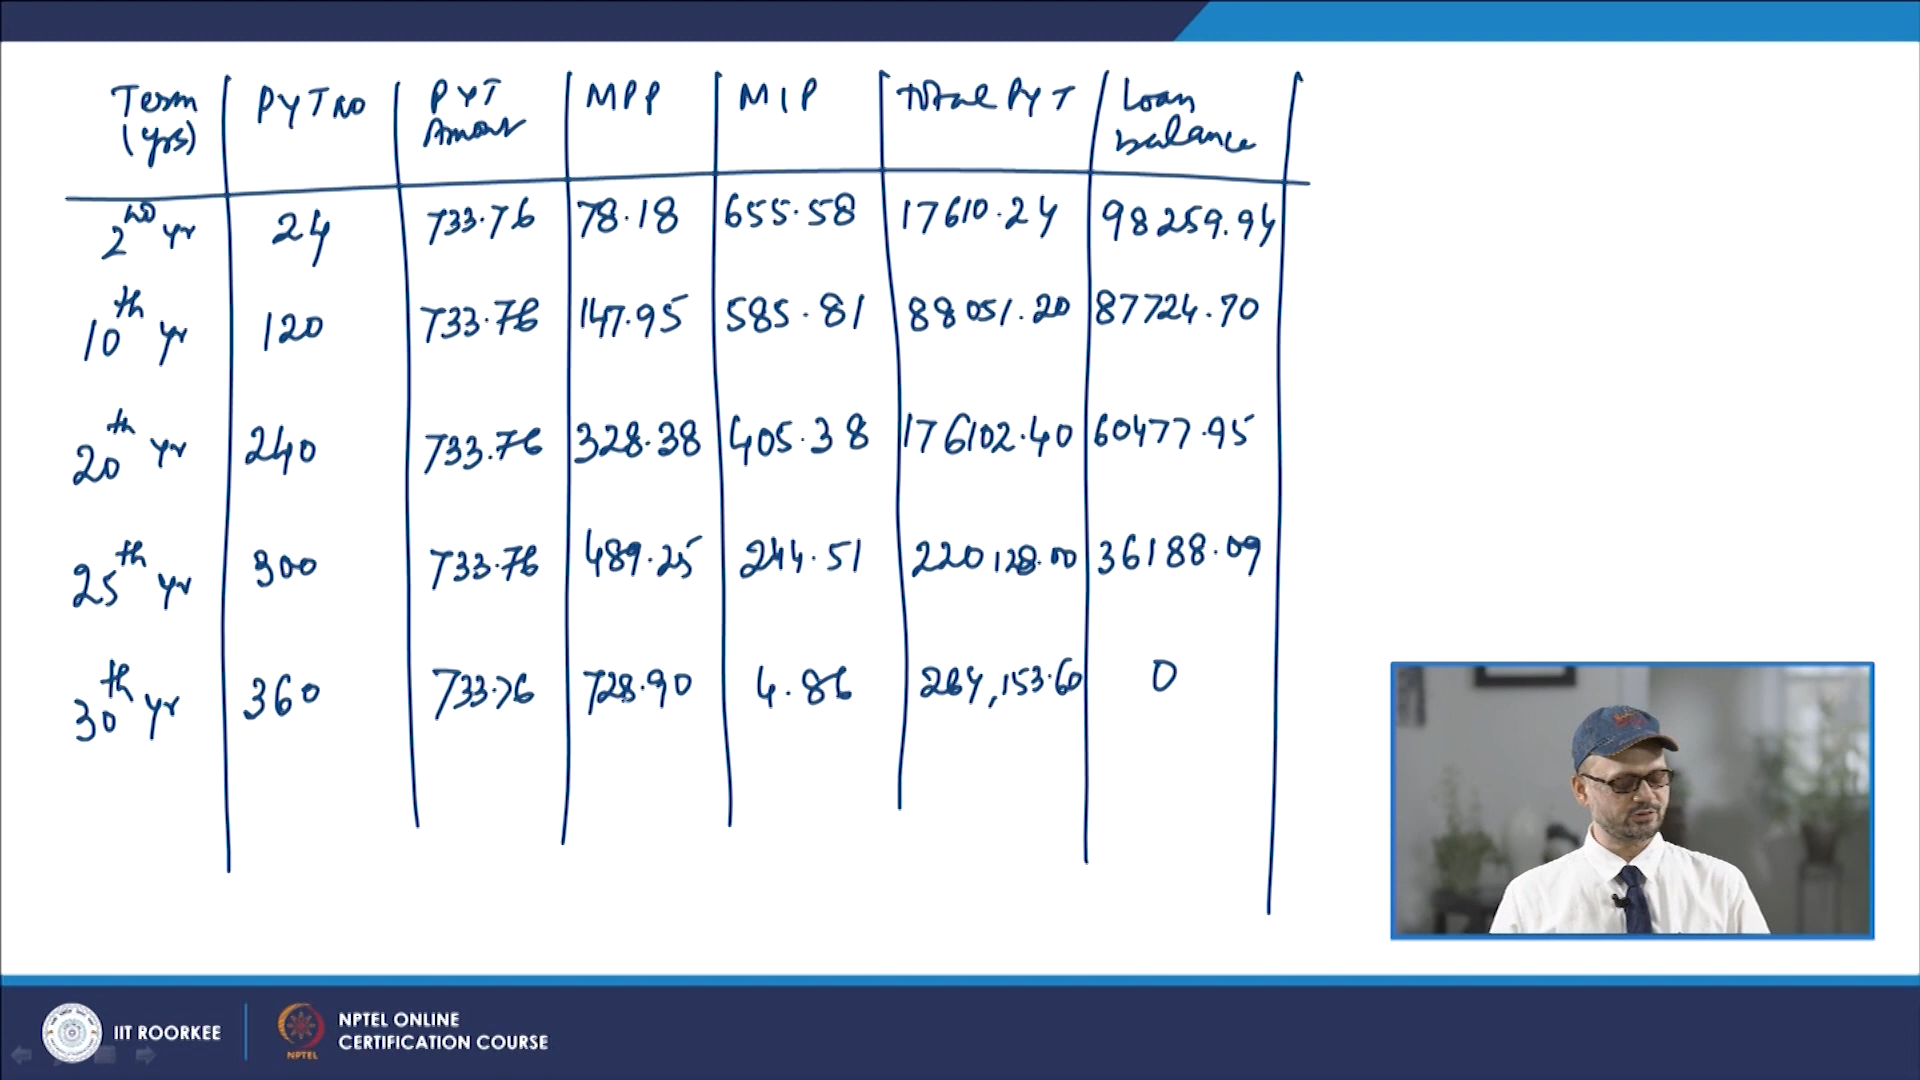 Term (yrs) PYT NO PYT Amount MPP MIP Total PYT Loan balance
2nd yr 24 733.76 78.18 655.58 17610.24 98259.94
10th yr 120 733.76 147.95 585.81 88051.20 87724.70
20th yr 240 733.76 328.38 405.38 176102.40 60477.95
25th yr 300 733.76 489.25 244.51 220128.00 36188.09
30th yr 360 733.76 728.90 4.86 264,153.60 0
IIT ROORKEE
NPTEL
NPTEL ONLINE
CERTIFICATION COURSE